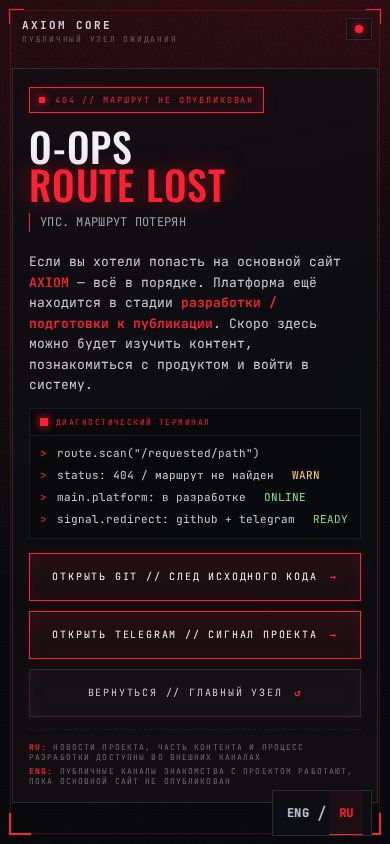 AXIOM CORE
ПУБЛИЧНЫЙ УЗЕЛ ОЖИДАНИЯ
404 // МАРШРУТ НЕ ОПУБЛИКОВАН
O-OPS
ROUTE LOST
УПС. МАРШРУТ ПОТЕРЯН
Если вы хотели попасть на основной сайт
AXIOM — всё в порядке. Платформа ещё
находится в стадии разработки /
подготовки к публикации. Скоро здесь
можно будет изучить контент,
познакомиться с продуктом и войти в
систему.
ДИАГНОСТИЧЕСКИЙ ТЕРМИНАЛ
> route.scan("/requested/path")
> status: 404 / маршрут не найден WARN
> main.platform: в разработке ONLINE
> signal.redirect: github + telegram READY
ОТКРЫТЬ GIT // СЛЕД ИСХОДНОГО КОДА →
ОТКРЫТЬ TELEGRAM // СИГНАЛ ПРОЕКТА →
ВЕРНУТЬСЯ // ГЛАВНЫЙ УЗЕЛ ↺
RU: НОВОСТИ ПРОЕКТА, ЧАСТЬ КОНТЕНТА И ПРОЦЕСС
РАЗРАБОТКИ ДОСТУПНЫ ВО ВНЕШНИХ КАНАЛАХ
ENG: ПУБЛИЧНЫЕ КАНАЛЫ ЗНАКОМСТВА С ПРОЕКТОМ РАБОТАЮТ,
ПОКА ОСНОВНОЙ САЙТ НЕ ОПУБЛИКОВАН
ENG / RU